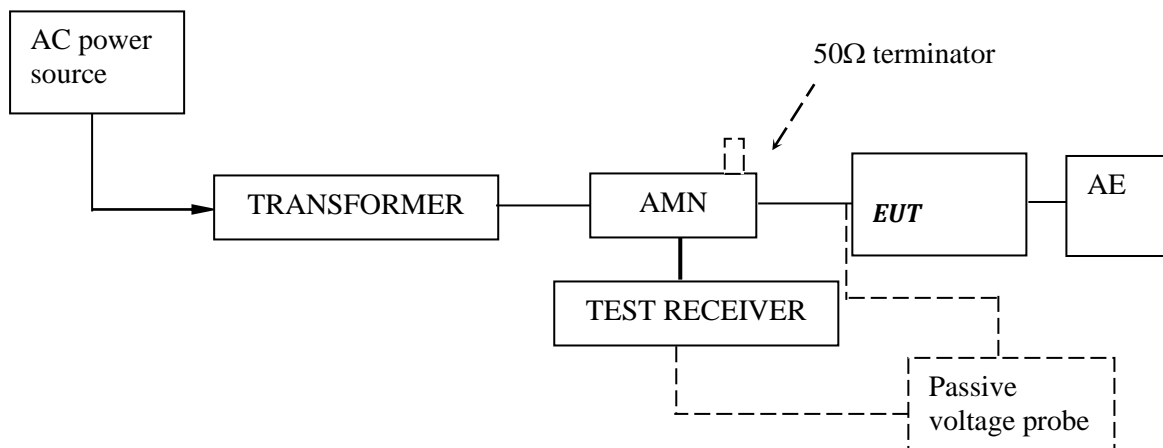 AC power
source
50Ω terminator
TRANSFORMER
AMN
EUT
AE
TEST RECEIVER
Passive
voltage probe